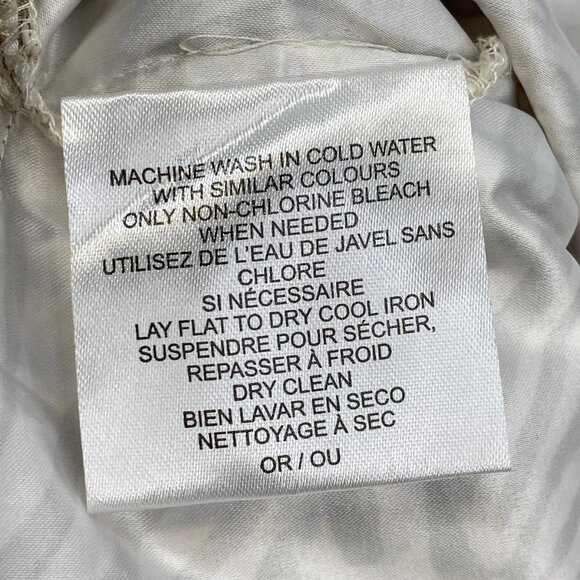 MACHINE WASH IN COLD WATER
WITH SIMILAR COLOURS
ONLY NON-CHLORINE BLEACH
WHEN NEEDED
UTILISEZ DE L'EAU DE JAVEL SANS
CHLORE
SI NÉCESSAIRE
LAY FLAT TO DRY COOL IRON
SUSPENDRE POUR SÉCHER,
REPASSER À FROID
DRY CLEAN
BIEN LAVAR EN SECO
NETTOYAGE À SEC
OR / OU